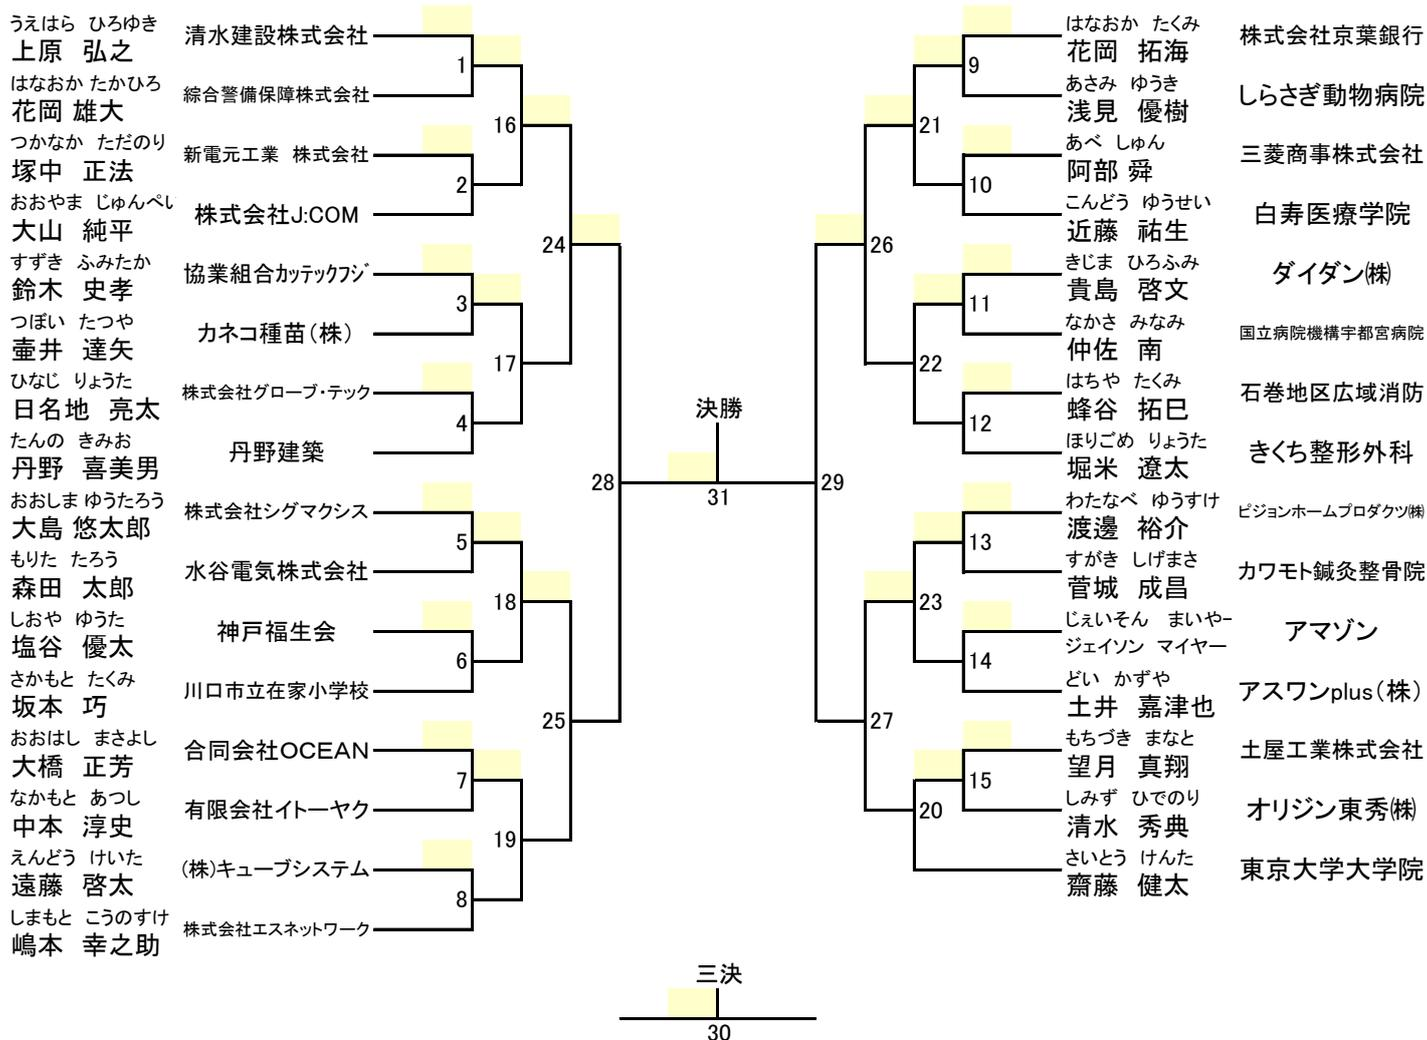 うえはら ひろゆき
上原 弘之 清水建設株式会社
はなおか たかひろ
花岡 雄大 綜合警備保障株式会社
つかなか ただのり
塚中 正法 新電元工業 株式会社
おおやま じゅんぺい
大山 純平 株式会社J:COM
すずき ふみたか
鈴木 史孝 協業組合カッテックフジ
つぼい たつや
壷井 達矢 カネコ種苗(株)
ひなじ りょうた
日名地 亮太 株式会社グローブ・テック
たんの きみお
丹野 喜美男 丹野建築
おおしま ゆうたろう
大島 悠太郎 株式会社シグマクシス
もりた たろう
森田 太郎 水谷電気株式会社
しおや ゆうた
塩谷 優太 神戸福生会
さかもと たくみ
坂本 巧 川口市立在家小学校
おおはし まさよし
大橋 正芳 合同会社OCEAN
なかもと あつし
中本 淳史 有限会社イトーヤク
えんどう けいた
遠藤 啓太 (株)キューブシステム
しまもと こうのすけ
嶋本 幸之助 株式会社エスネットワーク
1
2
3
4
5
6
7
8
16
17
18
19
24
25
28
決勝
31
29
26
27
21
22
23
20
9
10
11
12
13
14
15
はなおか たくみ
花岡 拓海 株式会社京葉銀行
あさみ ゆうき
浅見 優樹 しらさぎ動物病院
あべ しゅん
阿部 舜 三菱商事株式会社
こんどう ゆうせい
近藤 祐生 白寿医療学院
きじま ひろふみ
貴島 啓文 ダイダン㈱
なかさ みなみ
仲佐 南 国立病院機構宇都宮病院
はちや たくみ
蜂谷 拓巳 石巻地区広域消防
ほりごめ りょうた
堀米 遼太 きくち整形外科
わたなべ ゆうすけ
渡邊 裕介 ピジョンホームプロダクツ㈱
すがき しげまさ
菅城 成昌 カワモト鍼灸整骨院
じぇいそん まいやー
ジェイソン マイヤー アマゾン
どい かずや
土井 嘉津也 アスワンplus(株)
もちづき まなと
望月 真翔 土屋工業株式会社
しみず ひでのり
清水 秀典 オリジン東秀㈱
さいとう けんた
齋藤 健太 東京大学大学院
三決
30